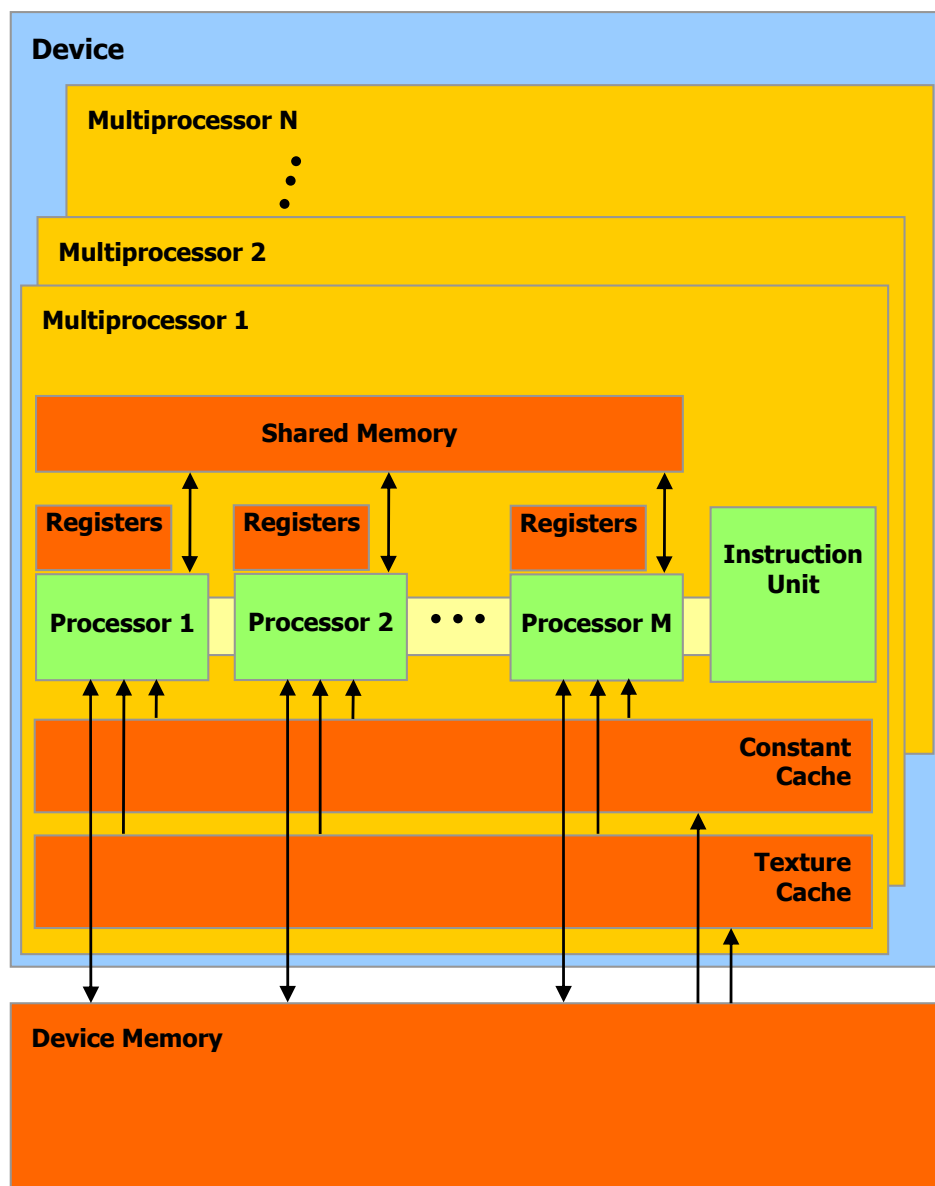 Device
Multiprocessor N
Multiprocessor 2
Multiprocessor 1
Shared Memory
Registers
Registers
Registers
Instruction
Unit
Processor 1
Processor 2
Processor M
Constant
Cache
Texture
Cache
Device Memory